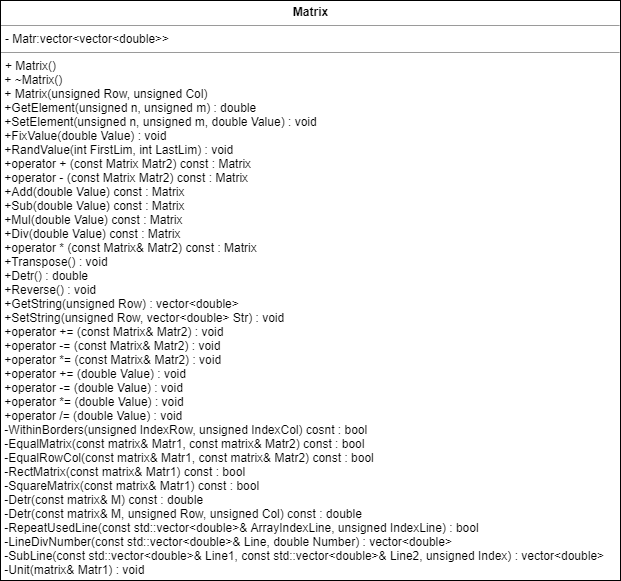 Matrix
- Matr:vector<vector<double>>
+ Matrix()
+ ~Matrix()
+ Matrix(unsigned Row, unsigned Col)
+GetElement(unsigned n, unsigned m) : double
+SetElement(unsigned n, unsigned m, double Value) : void
+FixValue(double Value) : void
+RandValue(int FirstLim, int LastLim) : void
+operator + (const Matrix Matr2) const : Matrix
+operator - (const Matrix Matr2) const : Matrix
+Add(double Value) const : Matrix
+Sub(double Value) const : Matrix
+Mul(double Value) const : Matrix
+Div(double Value) const : Matrix
+operator * (const Matrix& Matr2) const : Matrix
+Transpose() : void
+Detr() : double
+Reverse() : void
+GetString(unsigned Row) : vector<double>
+SetString(unsigned Row, vector<double> Str) : void
+operator += (const Matrix& Matr2) : void
+operator -= (const Matrix& Matr2) : void
+operator *= (const Matrix& Matr2) : void
+operator += (double Value) : void
+operator -= (double Value) : void
+operator *= (double Value) : void
+operator /= (double Value) : void
-WithinBorders(unsigned IndexRow, unsigned IndexCol) cosnt : bool
-EqualMatrix(const matrix& Matr1, const matrix& Matr2) const : bool
-EqualRowCol(const matrix& Matr1, const matrix& Matr2) const : bool
-RectMatrix(const matrix& Matr1) const : bool
-SquareMatrix(const matrix& Matr1) const : bool
-Detr(const matrix& M) const : double
-Detr(const matrix& M, unsigned Row, unsigned Col) const : double
-RepeatUsedLine(const std::vector<double>& ArrayIndexLine, unsigned IndexLine) : bool
-LineDivNumber(const std::vector<double>& Line, double Number) : vector<double>
-SubLine(const std::vector<double>& Line1, const std::vector<double>& Line2, unsigned Index) : vector<double>
-Unit(matrix& Matr1) : void